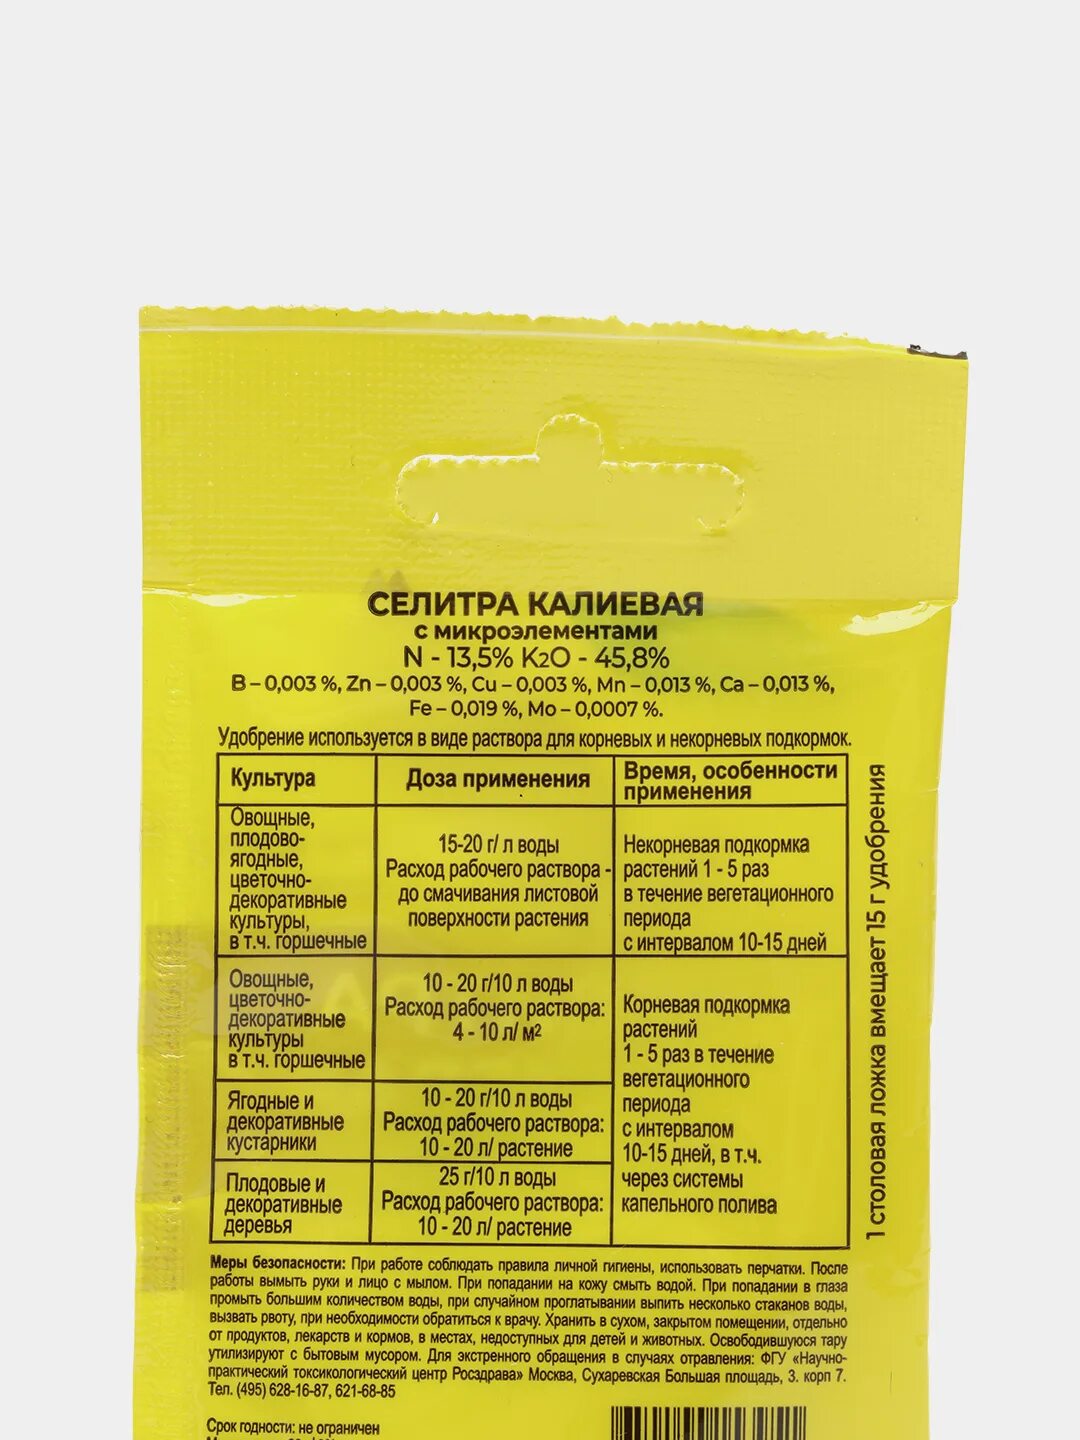 СЕЛИТРА КАЛИЕВАЯ
с микроэлементами
N - 13,5% K2O - 45,8%
B – 0,003 %, Zn – 0,003 %, Cu – 0,003 %, Mn – 0,013 %, Ca – 0,013 %,
Fe – 0,019 %, Mo – 0,0007 %.
Удобрение используется в виде раствора для корневых и некорневых подкормок.
Культура
Доза применения
Время, особенности
применения
Овощные,
плодово-
ягодные,
цветочно-
декоративные
культуры,
в т.ч. горшечные
15-20 г/ л воды
Расход рабочего раствора -
до смачивания листовой
поверхности растения
Некорневая подкормка
растений 1 - 5 раз
в течение вегетационного
периода
с интервалом 10-15 дней
Овощные,
цветочно-
декоративные
культуры
в т.ч. горшечные
10 - 20 г/10 л воды
Расход рабочего раствора:
4 - 10 л/ м²
Корневая подкормка
растений
1 - 5 раз в течение
вегетационного
периода
с интервалом
10-15 дней, в т.ч.
через системы
капельного полива
Ягодные и
декоративные
кустарники
10 - 20 г/10 л воды
Расход рабочего раствора:
10 - 20 л/ растение
Плодовые и
декоративные
деревья
25 г/10 л воды
Расход рабочего раствора:
10 - 20 л/ растение
1 столовая ложка вмещает 15 г удобрения
Меры безопасности: При работе соблюдать правила личной гигиены, использовать перчатки. После
работы вымыть руки и лицо с мылом. При попадании на кожу смыть водой. При попадании в глаза
промыть большим количеством воды, при случайном проглатывании выпить несколько стаканов воды,
вызвать рвоту, при необходимости обратиться к врачу. Хранить в сухом, закрытом помещении, отдельно
от продуктов, лекарств и кормов, в местах, недоступных для детей и животных. Освободившуюся тару
утилизируют с бытовым мусором. Для экстренного обращения в случаях отравления: ФГУ «Научно-
практический токсикологический центр Росздрава» Москва, Сухаревская Большая площадь, 3. корп 7.
Тел. (495) 628-16-87, 621-68-85
Срок годности: не ограничен